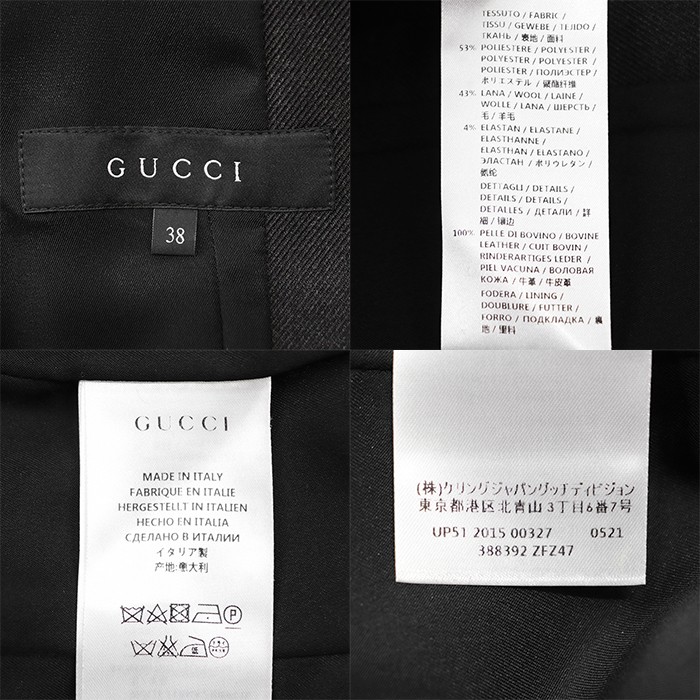 GUCCI
38
TESSUTO / FABRIC /
TISSU / GEWEBE / TEJIDO /
ТКАНЬ / 表地 / 面料
53% POLIESTERE / POLYESTER /
POLYESTER / POLYESTER /
POLIESTER / ПОЛИЭСТЕР /
ポリエステル / 聚酯纤维
43% LANA / WOOL / LAINE /
WOLLE / LANA / ШЕРСТЬ /
毛 / 羊毛
4% ELASTAN / ELASTANE /
ELASTHANNE /
ELASTHAN / ELASTANO /
ЭЛАСТАН / ポリウレタン /
氨纶
DETTAGLI / DETAILS /
DETAILS / DETAILS /
DETALLES / ДЕТАЛИ / 詳
細 / 镶边
100% PELLE DI BOVINO / BOVINE
LEATHER / CUIT BOVIN /
RINDERARTIGES LEDER /
PIEL VACUNA / ВОЛОВАЯ
КОЖА / 牛革 / 牛皮革
FODERA / LINING /
DOUBLURE / FUTTER /
FORRO / ПОДКЛАДКА / 裏
地 / 里料
GUCCI
MADE IN ITALY
FABRIQUE EN ITALIE
HERGESTELLT IN ITALIEN
HECHO EN ITALIA
СДЕЛАНО В ИТАЛИИ
イタリア製
产地:意大利
P
(株)ケリングジャパングッチディビジョン
東京都港区北青山3丁目6番7号
UP51 2015 00327 0521
388392 ZFZ47